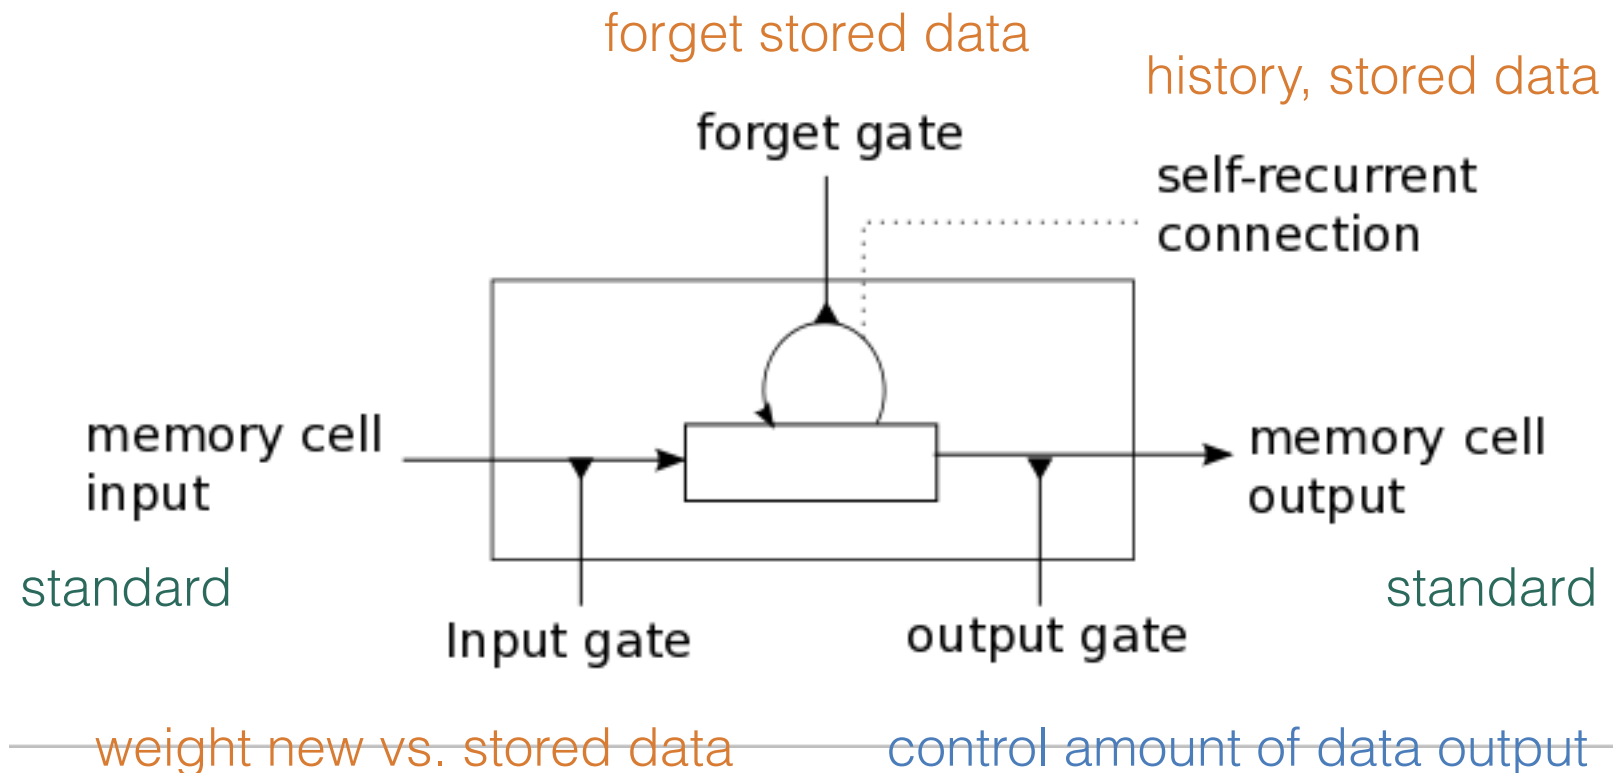 forget stored data
history, stored data
forget gate
self-recurrent
connection
memory cell
input
memory cell
output
standard
standard
Input gate
output gate
weight new vs. stored data
control amount of data output